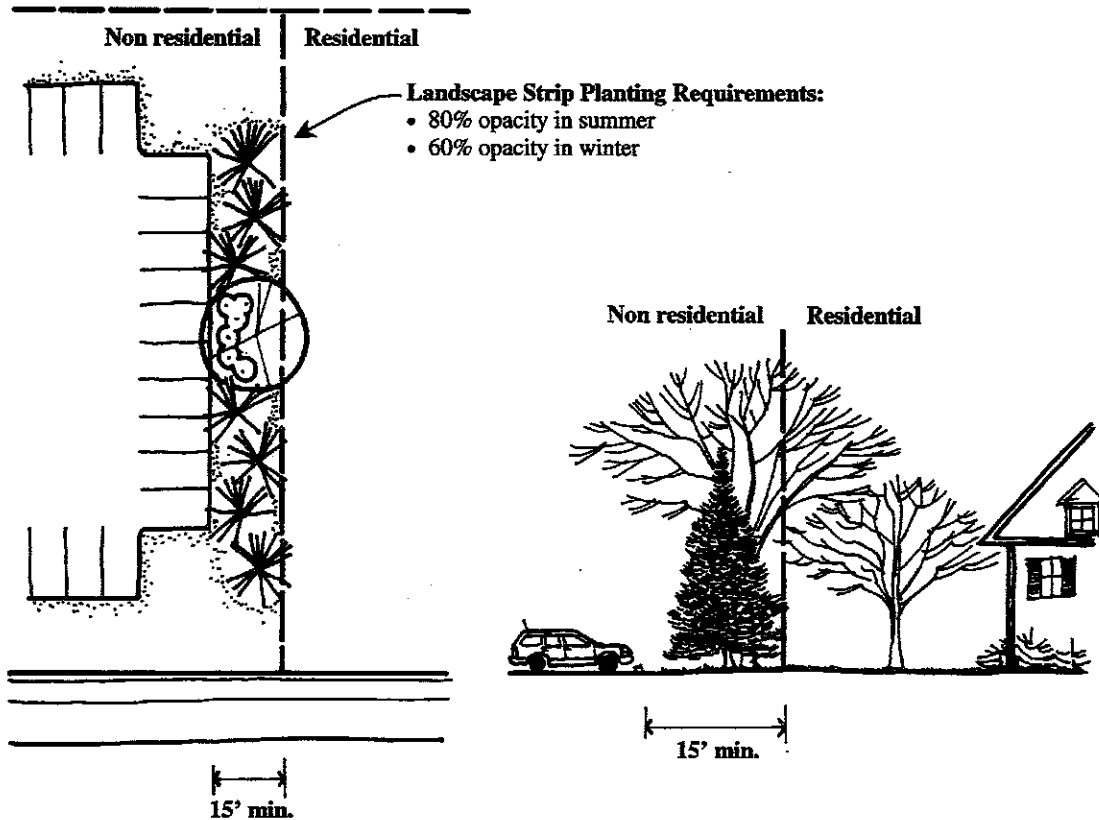 Non residential
Residential
Landscape Strip Planting Requirements:
• 80% opacity in summer
• 60% opacity in winter
Non residential
Residential
15' min.
15' min.